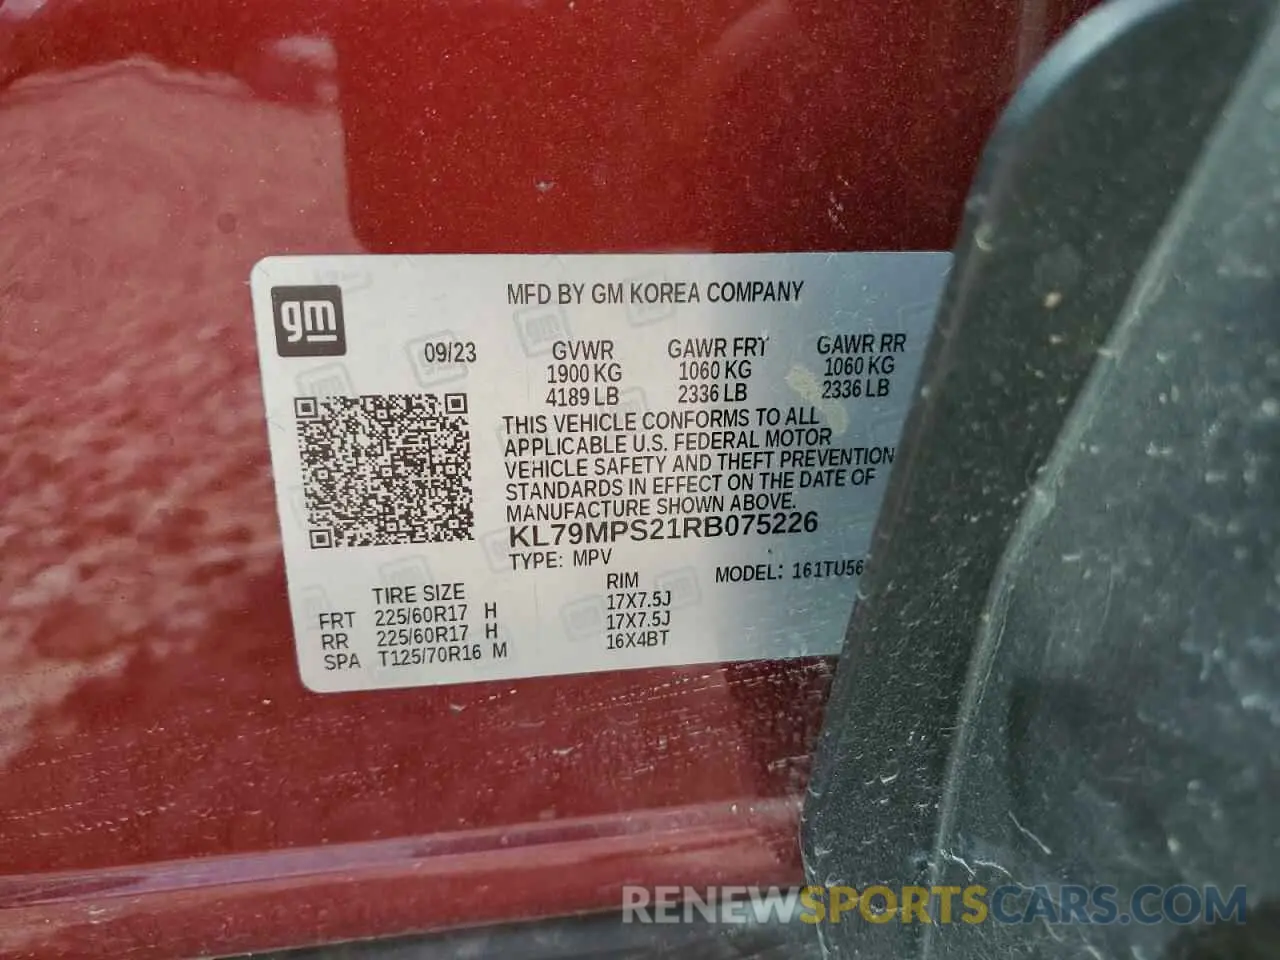 gm
MFD BY GM KOREA COMPANY
09/23 GVWR GAWR FRT GAWR RR
1900 KG 1060 KG 1060 KG
4189 LB 2336 LB 2336 LB
THIS VEHICLE CONFORMS TO ALL
APPLICABLE U.S. FEDERAL MOTOR
VEHICLE SAFETY AND THEFT PREVENTION
STANDARDS IN EFFECT ON THE DATE OF
MANUFACTURE SHOWN ABOVE.
KL79MPS21RB075226
TYPE: MPV
MODEL:
TIRE SIZE RIM
FRT 225/60R17 H 17X7.5J
RR 225/60R17 H 17X7.5J
SPA T125/70R16 M 16X4BT
RENEWSPORTSCARS.COM